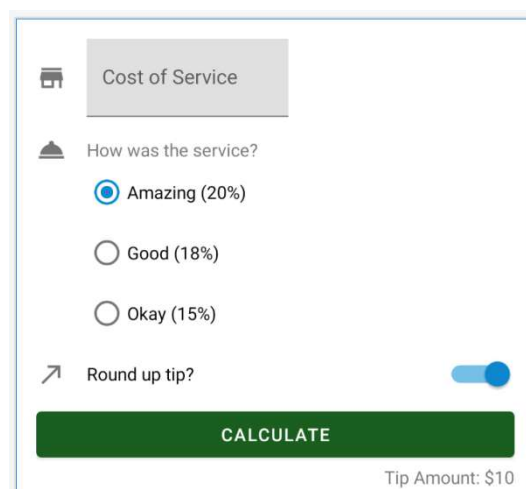 Cost of Service
How was the service?
Amazing (20%)
Good (18%)
Okay (15%)
Round up tip?
CALCULATE
Tip Amount: $10